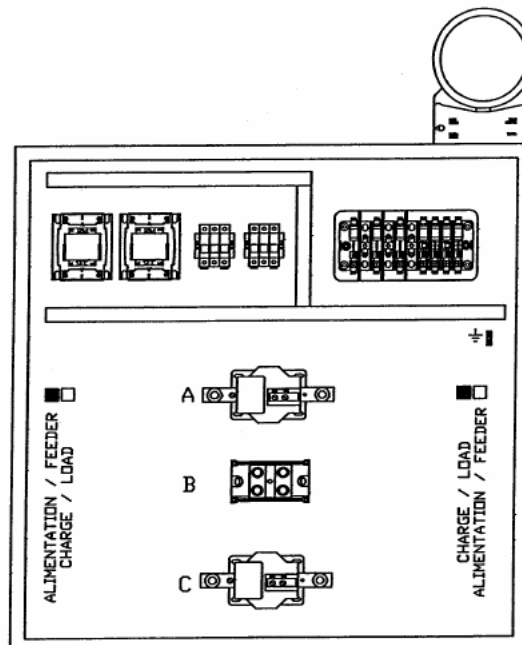 A
B
C
ALIMENTATION / FEEDER
CHARGE / LOAD
CHARGE / LOAD
ALIMENTATION / FEEDER